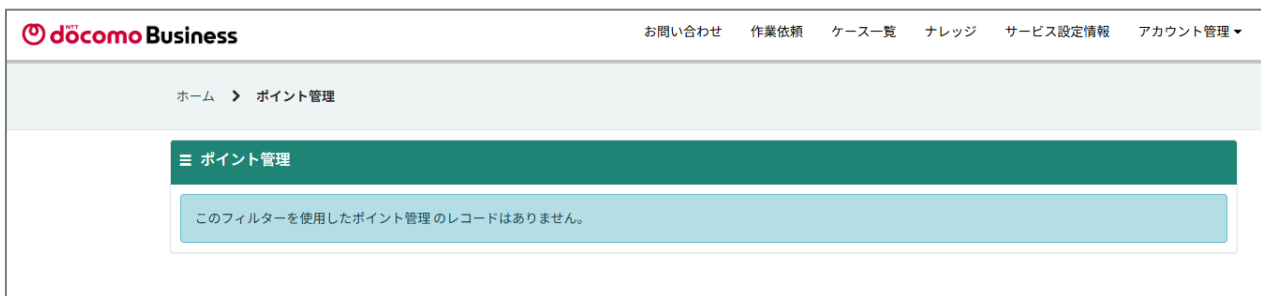 NTT döcomo Business
お問い合わせ 作業依頼 ケース一覧 ナレッジ サービス設定情報 アカウント管理
ホーム ポイント管理
ポイント管理
このフィルターを使用したポイント管理 のレコードはありません。